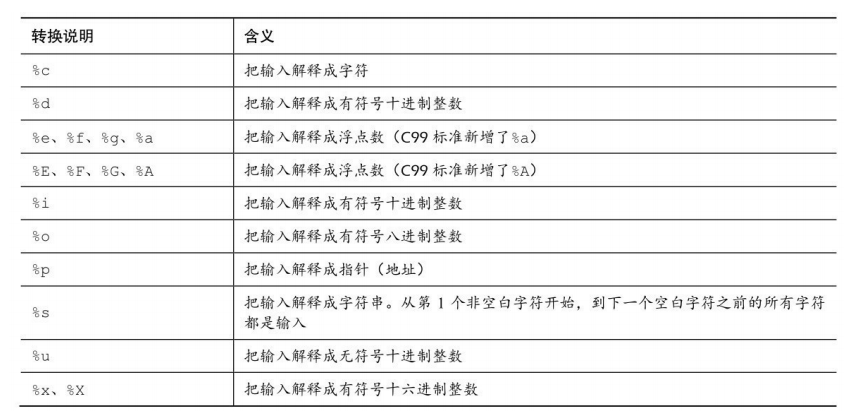 转换说明 含义
%c 把输入解释成字符
%d 把输入解释成有符号十进制整数
%e、%f、%g、%a 把输入解释成浮点数（C99 标准新增了%a）
%E、%F、%G、%A 把输入解释成浮点数（C99 标准新增了%A）
%i 把输入解释成有符号十进制整数
%o 把输入解释成有符号八进制整数
%p 把输入解释成指针（地址）
%s 把输入解释成字符串。从第 1 个非空白字符开始，到下一个空白字符之前的所有字符
都是输入
%u 把输入解释成无符号十进制整数
%x、%X 把输入解释成有符号十六进制整数